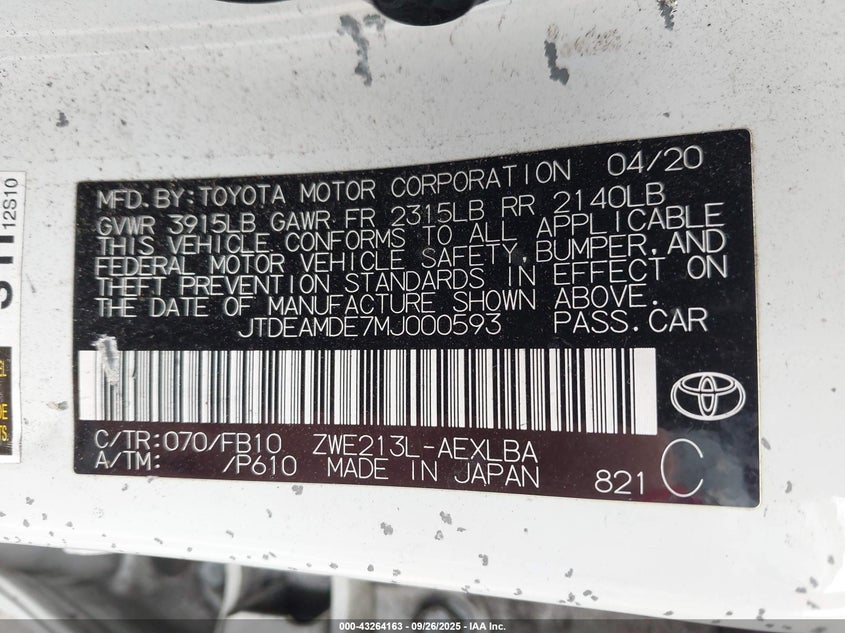 MFD. BY: TOYOTA MOTOR CORPORATION 04/20
GVWR 3915LB GAWR FR 2315LB RR 2140LB
THIS VEHICLE CONFORMS TO ALL APPLICABLE
FEDERAL MOTOR VEHICLE SAFETY, BUMPER, AND
THEFT PREVENTION STANDARDS IN EFFECT ON
THE DATE OF MANUFACTURE SHOWN ABOVE.
JTDEAMDE7MJ000593 PASS. CAR
C/TR: 070/FB10 ZWE213L-AEXLBA
A/TM: /P610 MADE IN JAPAN 821 C
12S10
000-43264163 - 09/26/2025 - IAA Inc.